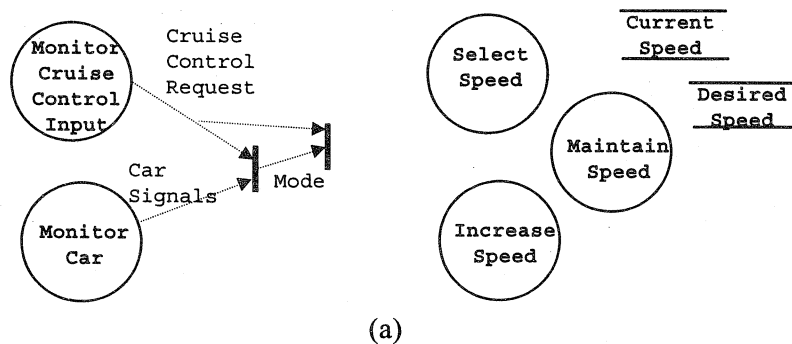 Monitor
Cruise
Control
Input
Cruise
Control
Request
Car
Signals
Mode
Monitor
Car
Select
Speed
Current
Speed
Desired
Speed
Maintain
Speed
Increase
Speed
(a)